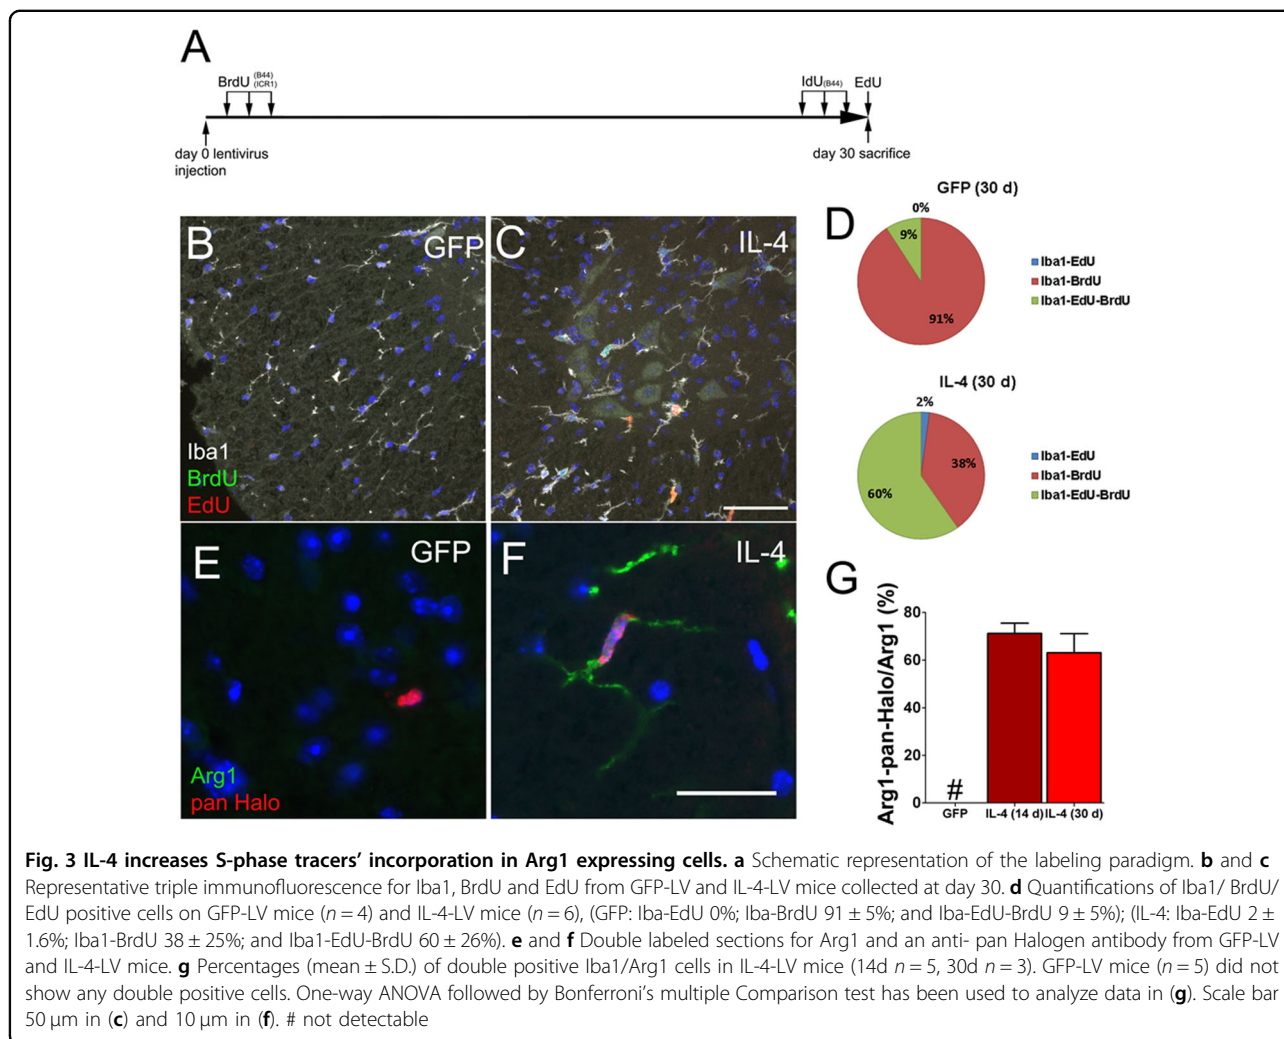 A
BrdU (B44) (ICR1)
IdU (B44) EdU
day 0 lentivirus
injection
day 30 sacrifice
B GFP
Iba1
BrdU
EdU
C IL-4
D
GFP (30 d)
0%
9%
91%
Iba1-EdU
Iba1-BrdU
Iba1-EdU-BrdU
IL-4 (30 d)
2%
38%
60%
Iba1-EdU
Iba1-BrdU
Iba1-EdU-BrdU
E GFP
Arg1
pan Halo
F IL-4
G
Arg1-pan-Halo/Arg1 (%)
80
60
40
20
0
#
GFP IL-4 (14 d) IL-4 (30 d)
Fig. 3 IL-4 increases S-phase tracers’ incorporation in Arg1 expressing cells. a Schematic representation of the labeling paradigm. b and c
Representative triple immunofluorescence for Iba1, BrdU and EdU from GFP-LV and IL-4-LV mice collected at day 30. d Quantifications of Iba1/ BrdU/
EdU positive cells on GFP-LV mice (n = 4) and IL-4-LV mice (n = 6), (GFP: Iba-EdU 0%; Iba-BrdU 91 ± 5%; and Iba-EdU-BrdU 9 ± 5%); (IL-4: Iba-EdU 2 ±
1.6%; Iba1-BrdU 38 ± 25%; and Iba1-EdU-BrdU 60 ± 26%). e and f Double labeled sections for Arg1 and an anti- pan Halogen antibody from GFP-LV
and IL-4-LV mice. g Percentages (mean ± S.D.) of double positive Iba1/Arg1 cells in IL-4-LV mice (14d n = 5, 30d n = 3). GFP-LV mice (n = 5) did not
show any double positive cells. One-way ANOVA followed by Bonferroni’s multiple Comparison test has been used to analyze data in (g). Scale bar
50 µm in (c) and 10 µm in (f). # not detectable